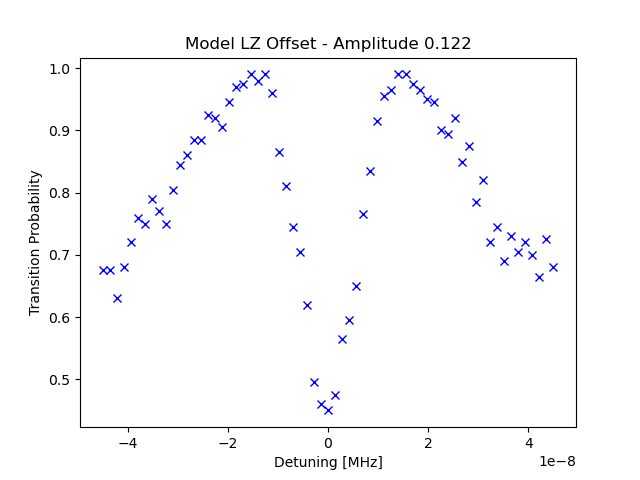 Model LZ Offset - Amplitude 0.122
Transition Probability
1.0
0.9
0.8
0.7
0.6
0.5
−4
−2
0
2
4
1e−8
Detuning [MHz]